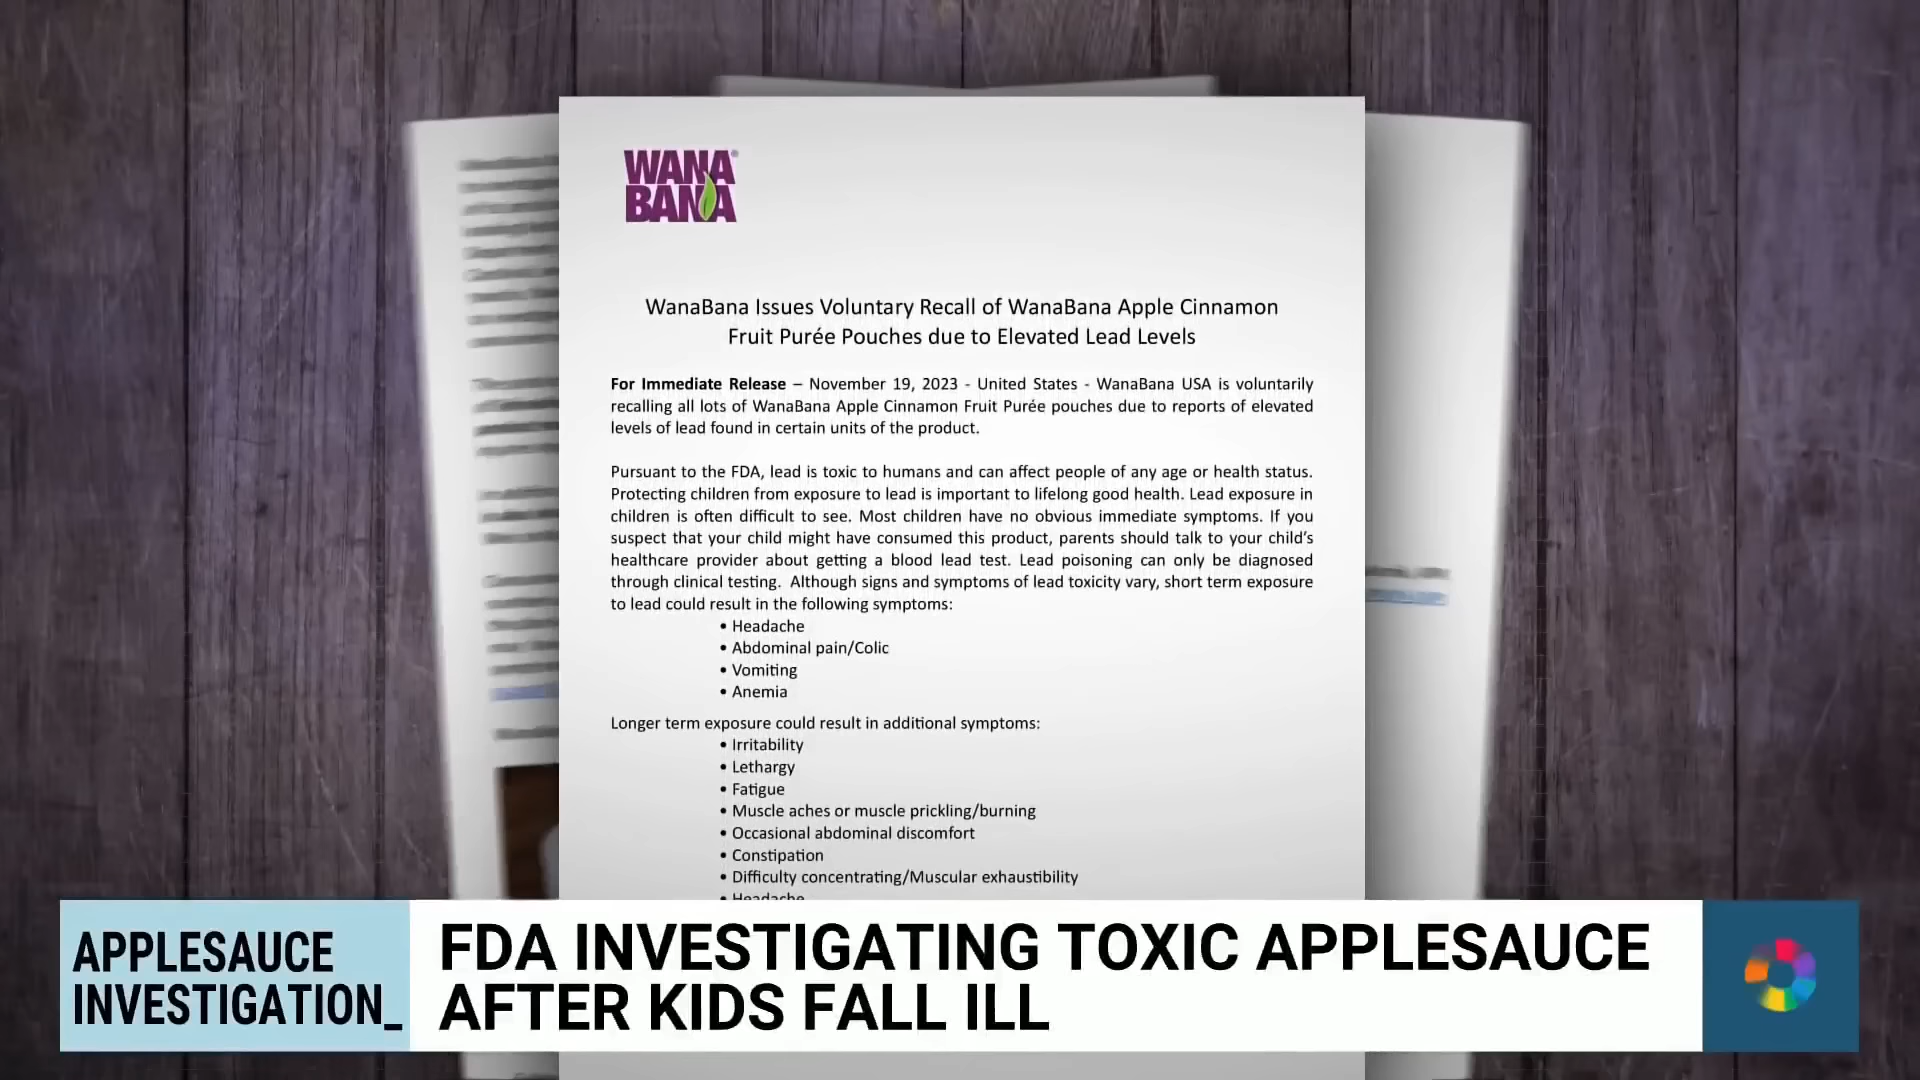 WANA
BANA
WanaBana Issues Voluntary Recall of WanaBana Apple Cinnamon
Fruit Purée Pouches due to Elevated Lead Levels
For Immediate Release – November 19, 2023 - United States - WanaBana USA is voluntarily
recalling all lots of WanaBana Apple Cinnamon Fruit Purée pouches due to reports of elevated
levels of lead found in certain units of the product.
Pursuant to the FDA, lead is toxic to humans and can affect people of any age or health status.
Protecting children from exposure to lead is important to lifelong good health. Lead exposure in
children is often difficult to see. Most children have no obvious immediate symptoms. If you
suspect that your child might have consumed this product, parents should talk to your child's
healthcare provider about getting a blood lead test. Lead poisoning can only be diagnosed
through clinical testing. Although signs and symptoms of lead toxicity vary, short term exposure
to lead could result in the following symptoms:
• Headache
• Abdominal pain/Colic
• Vomiting
• Anemia
Longer term exposure could result in additional symptoms:
• Irritability
• Lethargy
• Fatigue
• Muscle aches or muscle prickling/burning
• Occasional abdominal discomfort
• Constipation
• Difficulty concentrating/Muscular exhaustibility
• Headache
APPLESAUCE
INVESTIGATION_
FDA INVESTIGATING TOXIC APPLESAUCE
AFTER KIDS FALL ILL